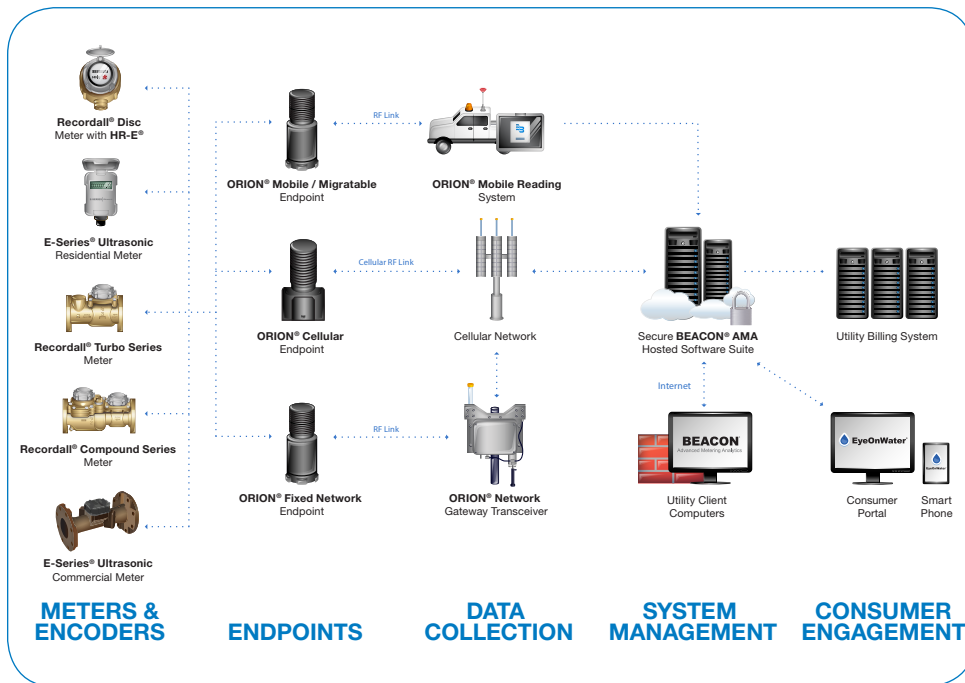 Recordall® Disc
Meter with HR-E®
E-Series® Ultrasonic
Residential Meter
Recordall® Turbo Series
Meter
Recordall® Compound Series
Meter
E-Series® Ultrasonic
Commercial Meter
METERS &
ENCODERS
ORION® Mobile / Migratable
Endpoint
ORION® Cellular
Endpoint
ORION® Fixed Network
Endpoint
ENDPOINTS
RF Link
Cellular RF Link
RF Link
ORION® Mobile Reading
System
Cellular Network
ORION® Network
Gateway Transceiver
DATA
COLLECTION
Secure BEACON® AMA
Hosted Software Suite
Internet
BEACON
Advanced Metering Analytics
Utility Client
Computers
SYSTEM
MANAGEMENT
Utility Billing System
EyeOnWater
Consumer
Portal
EyeOnWater
Smart
Phone
CONSUMER
ENGAGEMENT